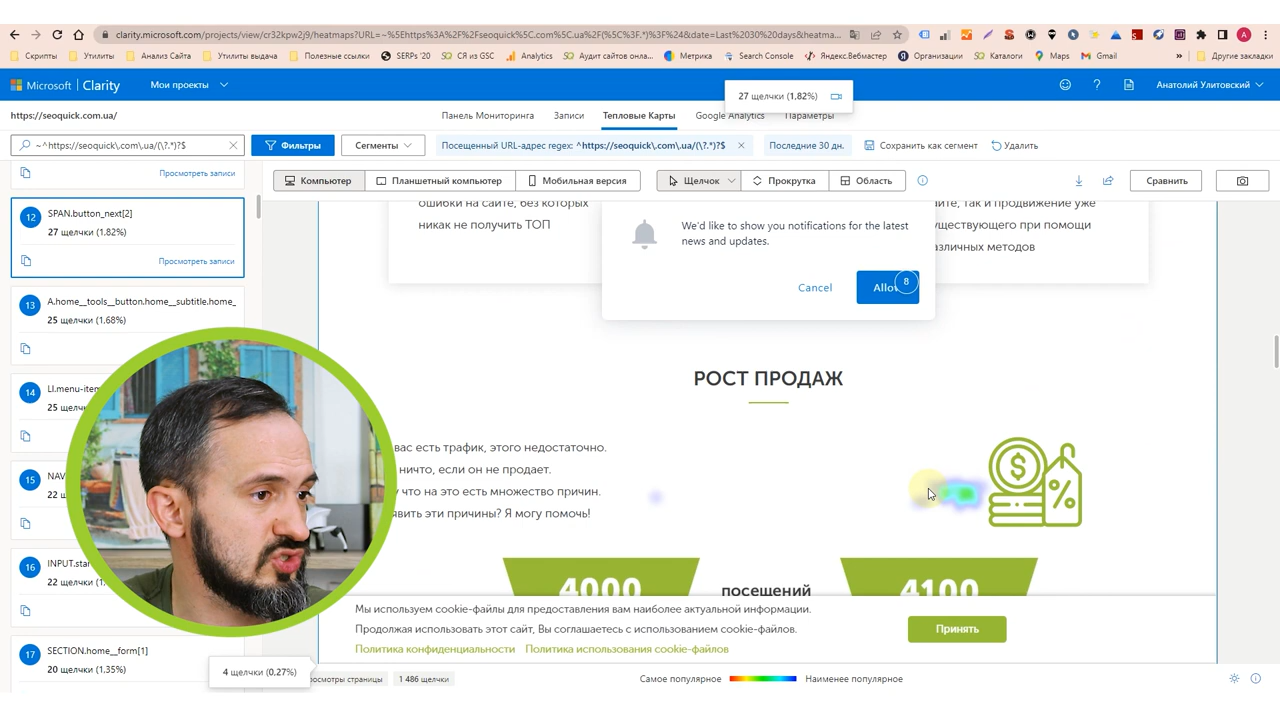 clarity.microsoft.com/projects/view/cr32kpw2j9/heatmaps?URL=~%5Ehttps%3A%2F%2Fseoquick%5C.com%5C.ua%2F(%5C%3F.*)%3F%24&date=Last%2030%20days&heatma...
Скрипты
Утилиты
Анализ Сайта
Утилиты выдача
Полезные ссылки
SERPs '20
СЯ из GSC
Analytics
Аудит сайтов онла...
Метрика
Search Console
Яндекс.Вебмастер
Организации
Каталоги
Maps
Gmail
»
Другие закладки
Microsoft | Clarity
Мои проекты
27 щелчки (1,82%)
Анатолий Улитовский
https://seoquick.com.ua/
Панель Мониторинга
Записи
Тепловые Карты
Google Analytics
Параметры
~^https://seoquick\.com\.ua/(\?.*)?$
Фильтры
Сегменты
Посещенный URL-адрес regex: ^https://seoquick\.com\.ua/(\?.*)?$
Последние 30 дн.
Сохранить как сегмент
Удалить
Просмотреть записи
Компьютер
Планшетный компьютер
Мобильная версия
Щелчок
Прокрутка
Область
Сравнить
12
SPAN.button_next[2]
27 щелчки (1,82%)
Просмотреть записи
13
A.home__tools__button.home__subtitle.home_
25 щелчки (1,68%)
14
LI.menu-item
25 щелч
15
NAV
22 щ
16
INPUT.star
22 щелчки
17
SECTION.home__form[1]
20 щелчки (1,35%)
4 щелчки (0,27%)
ошибки на сайте, без которых
никак не получить ТОП
We'd like to show you notifications for the latest
news and updates.
Cancel
Allow
8
йте, так и продвижение уже
уществующего при помощи
азличных методов
РОСТ ПРОДАЖ
вас есть трафик, этого недостаточно.
ничто, если он не продает.
у что на это есть множество причин.
явить эти причины? Я могу помочь!
4000
посещений
4100
Мы используем cookie-файлы для предоставления вам наиболее актуальной информации.
Продолжая использовать этот сайт, Вы соглашаетесь с использованием cookie-файлов.
Политика конфиденциальности
Политика использования cookie-файлов
Принять
росмотры страницы
1 486 щелчки
Самое популярное
Наименее популярное